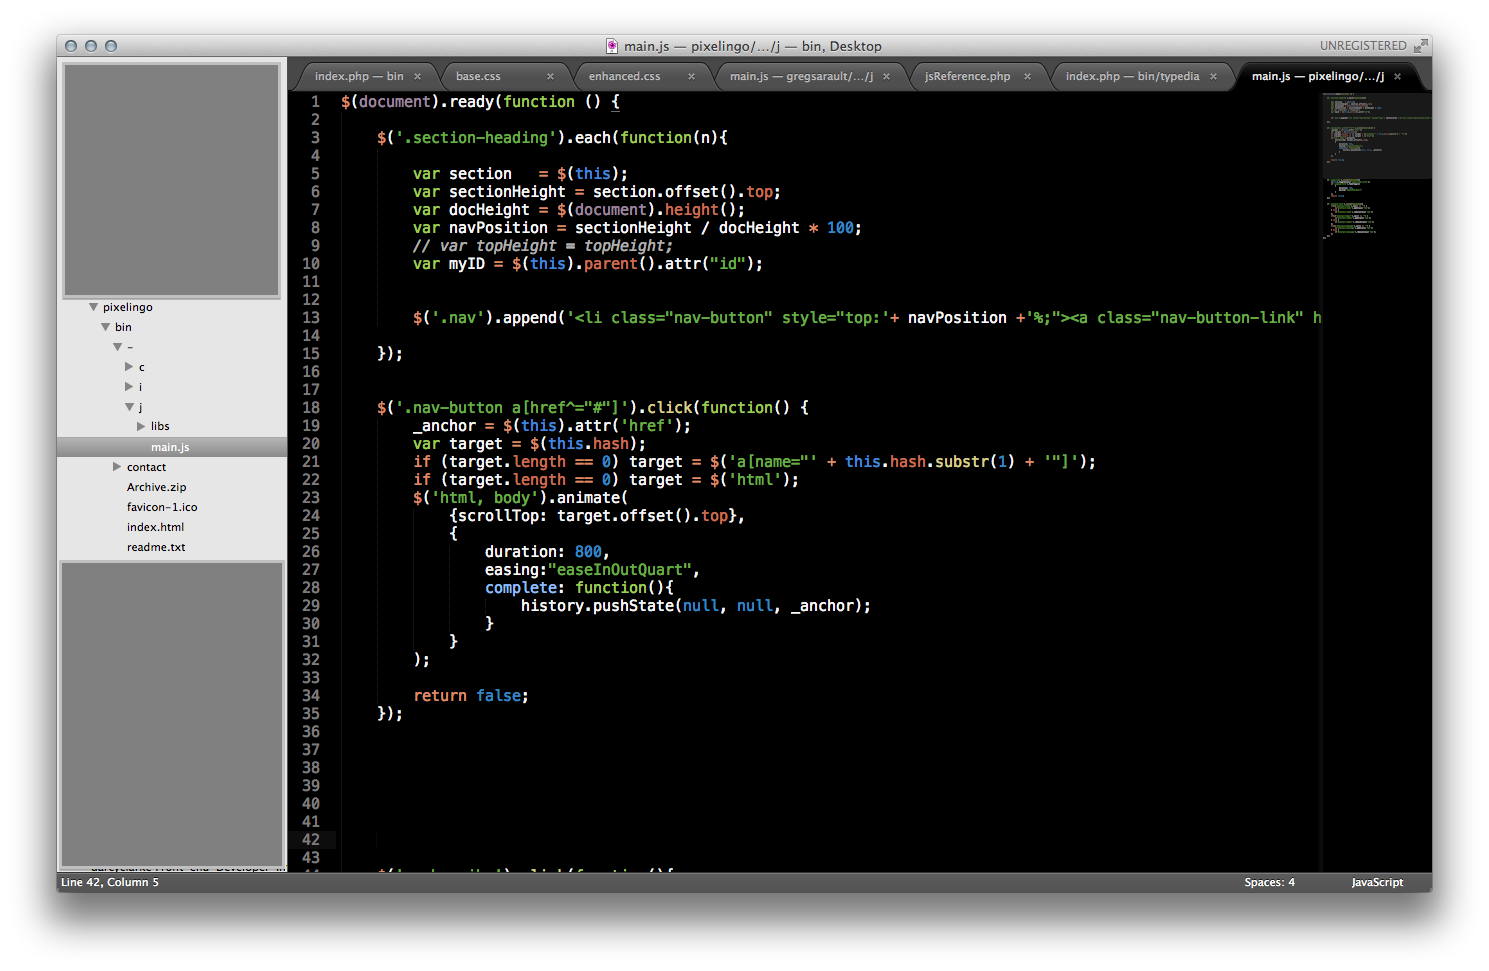 main.js — pixelingo/.../j — bin, Desktop
UNREGISTERED
index.php — bin ×
base.css ×
enhanced.css ×
main.js — gregsarault/.../j ×
jsReference.php ×
index.php — bin/typedia ×
main.js — pixelingo/.../j ×
pixelingo
bin
–
c
i
j
libs
main.js
contact
Archive.zip
favicon-1.ico
index.html
readme.txt
1 $(document).ready(function () {
2
3 $('.section-heading').each(function(n){
4
5 var section   = $(this);
6 var sectionHeight = section.offset().top;
7 var docHeight = $(document).height();
8 var navPosition = sectionHeight / docHeight * 100;
9 // var topHeight = topHeight;
10 var myID = $(this).parent().attr("id");
11
12
13 $('.nav').append('<li class="nav-button" style="top:'+ navPosition +'%;"><a class="nav-button-link" h
14
15 });
16
17
18 $('.nav-button a[href^="#"]').click(function() {
19 _anchor = $(this).attr('href');
20 var target = $(this.hash);
21 if (target.length == 0) target = $('a[name="' + this.hash.substr(1) + '"]');
22 if (target.length == 0) target = $('html');
23 $('html, body').animate(
24 {scrollTop: target.offset().top},
25 {
26 duration: 800,
27 easing:"easeInOutQuart",
28 complete: function(){
29 history.pushState(null, null, _anchor);
30 }
31 }
32 );
33
34 return false;
35 });
36
37
38
39
40
41
42
43
Line 42, Column 5
Spaces: 4
JavaScript